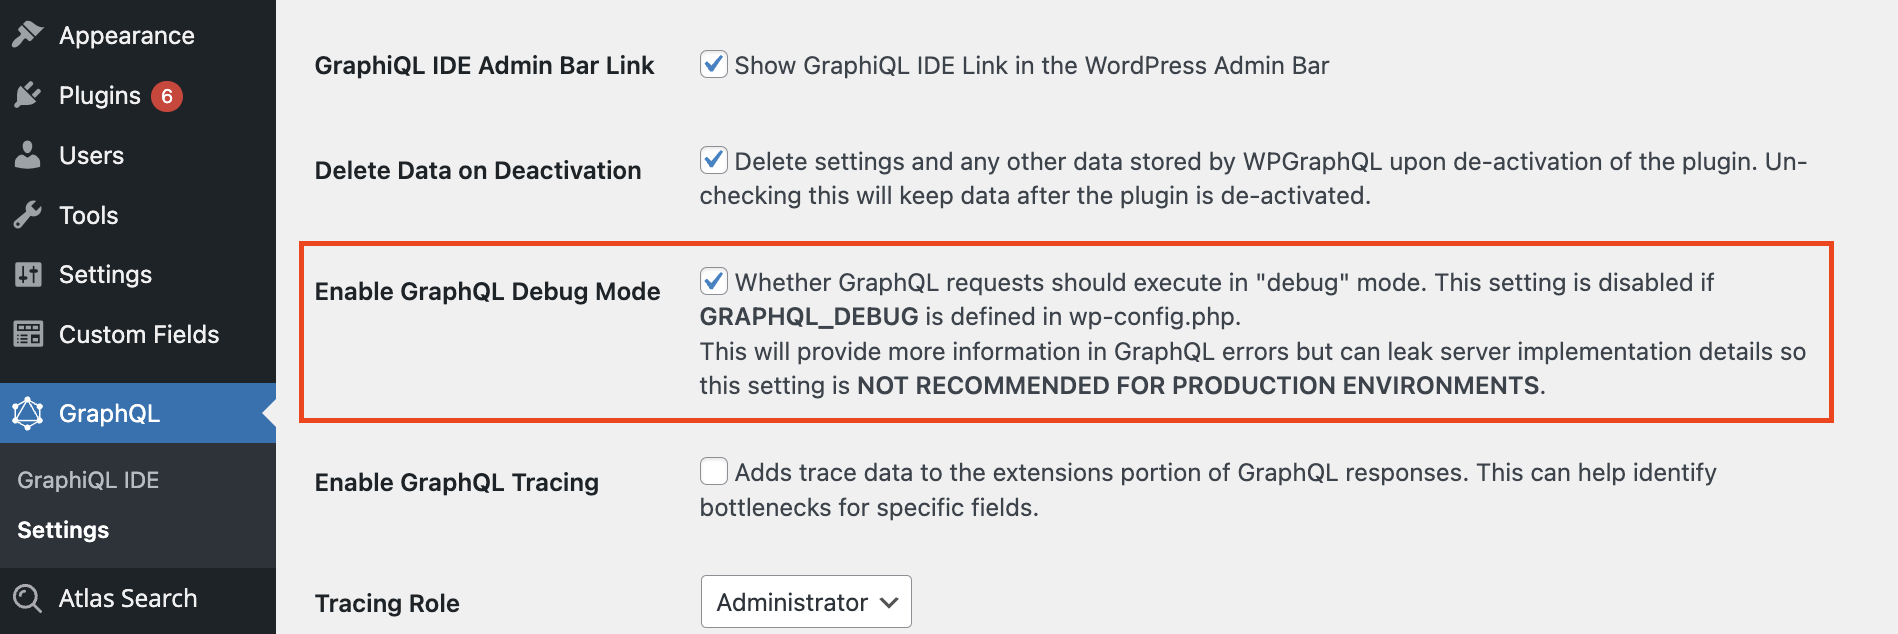 Appearance
Plugins 6
Users
Tools
Settings
Custom Fields
GraphQL
GraphiQL IDE
Settings
Atlas Search
GraphiQL IDE Admin Bar Link
Show GraphiQL IDE Link in the WordPress Admin Bar
Delete Data on Deactivation
Delete settings and any other data stored by WPGraphQL upon de-activation of the plugin. Un-
checking this will keep data after the plugin is de-activated.
Enable GraphQL Debug Mode
Whether GraphQL requests should execute in "debug" mode. This setting is disabled if
GRAPHQL_DEBUG is defined in wp-config.php.
This will provide more information in GraphQL errors but can leak server implementation details so
this setting is NOT RECOMMENDED FOR PRODUCTION ENVIRONMENTS.
Enable GraphQL Tracing
Adds trace data to the extensions portion of GraphQL responses. This can help identify
bottlenecks for specific fields.
Tracing Role
Administrator